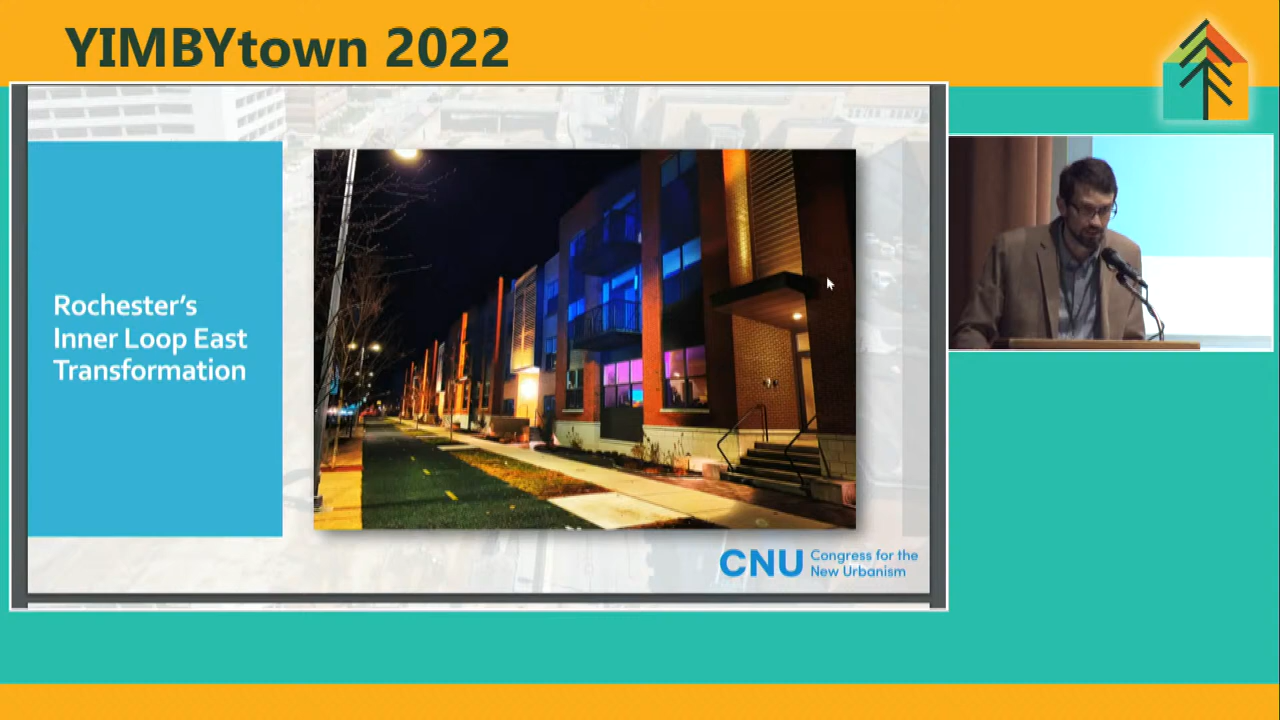 YIMBYtown 2022
Rochester's
Inner Loop East
Transformation
CNU Congress for the
New Urbanism